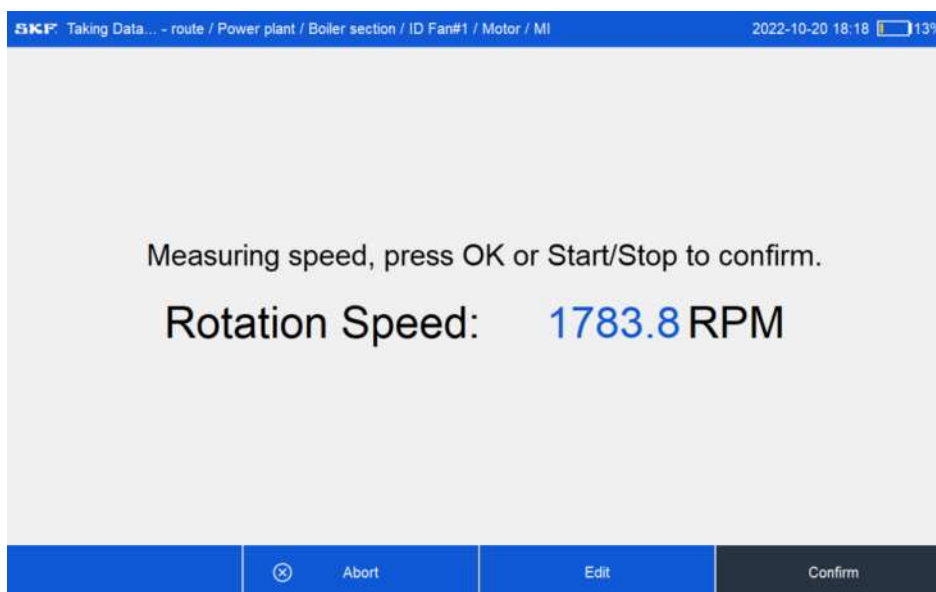 SKF. Taking Data... - route / Power plant / Boiler section / ID Fan#1 / Motor / MI 2022-10-20 18:18 13%
Measuring speed, press OK or Start/Stop to confirm.
Rotation Speed: 1783.8 RPM
Abort Edit Confirm